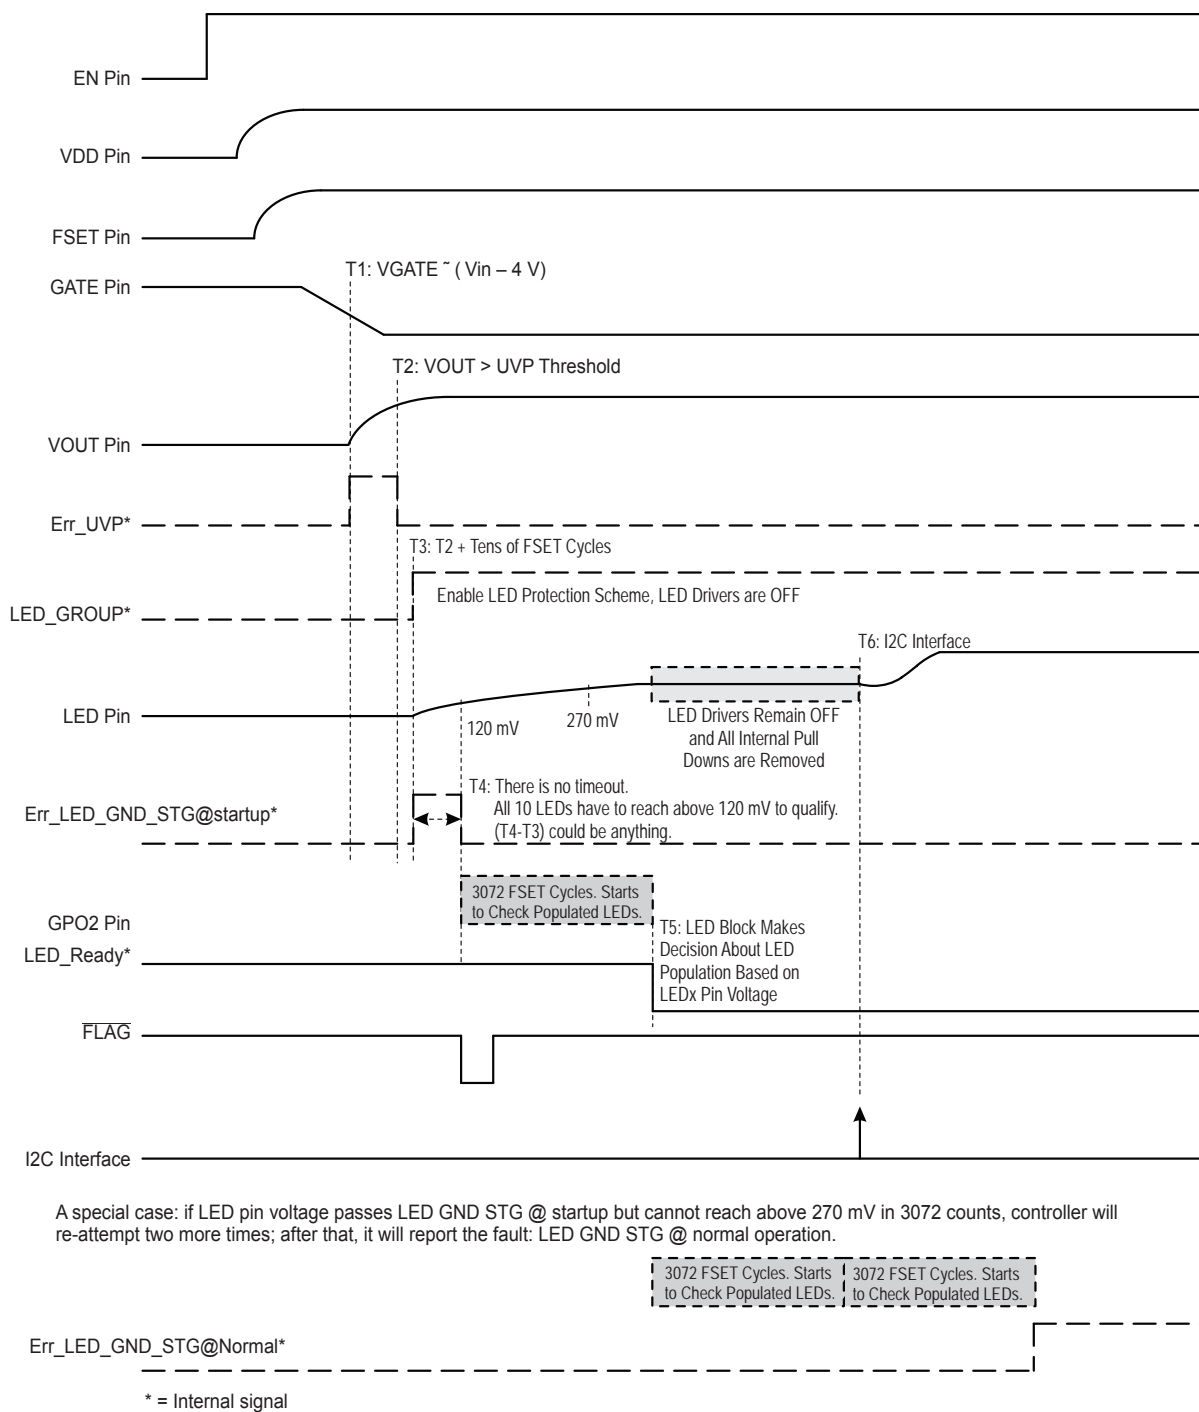 EN Pin
VDD Pin
FSET Pin
T1: VGATE ˜ ( Vin – 4 V)
GATE Pin
T2: VOUT > UVP Threshold
VOUT Pin
Err_UVP*
T3: T2 + Tens of FSET Cycles
Enable LED Protection Scheme, LED Drivers are OFF
LED_GROUP*
T6: I2C Interface
LED Pin
120 mV
270 mV
LED Drivers Remain OFF
and All Internal Pull
Downs are Removed
T4: There is no timeout.
All 10 LEDs have to reach above 120 mV to qualify.
(T4-T3) could be anything.
Err_LED_GND_STG@startup*
3072 FSET Cycles. Starts
to Check Populated LEDs.
GPO2 Pin
LED_Ready*
T5: LED Block Makes
Decision About LED
Population Based on
LEDx Pin Voltage
FLAG
I2C Interface
A special case: if LED pin voltage passes LED GND STG @ startup but cannot reach above 270 mV in 3072 counts, controller will
re-attempt two more times; after that, it will report the fault: LED GND STG @ normal operation.
3072 FSET Cycles. Starts
to Check Populated LEDs.
3072 FSET Cycles. Starts
to Check Populated LEDs.
Err_LED_GND_STG@Normal*
* = Internal signal